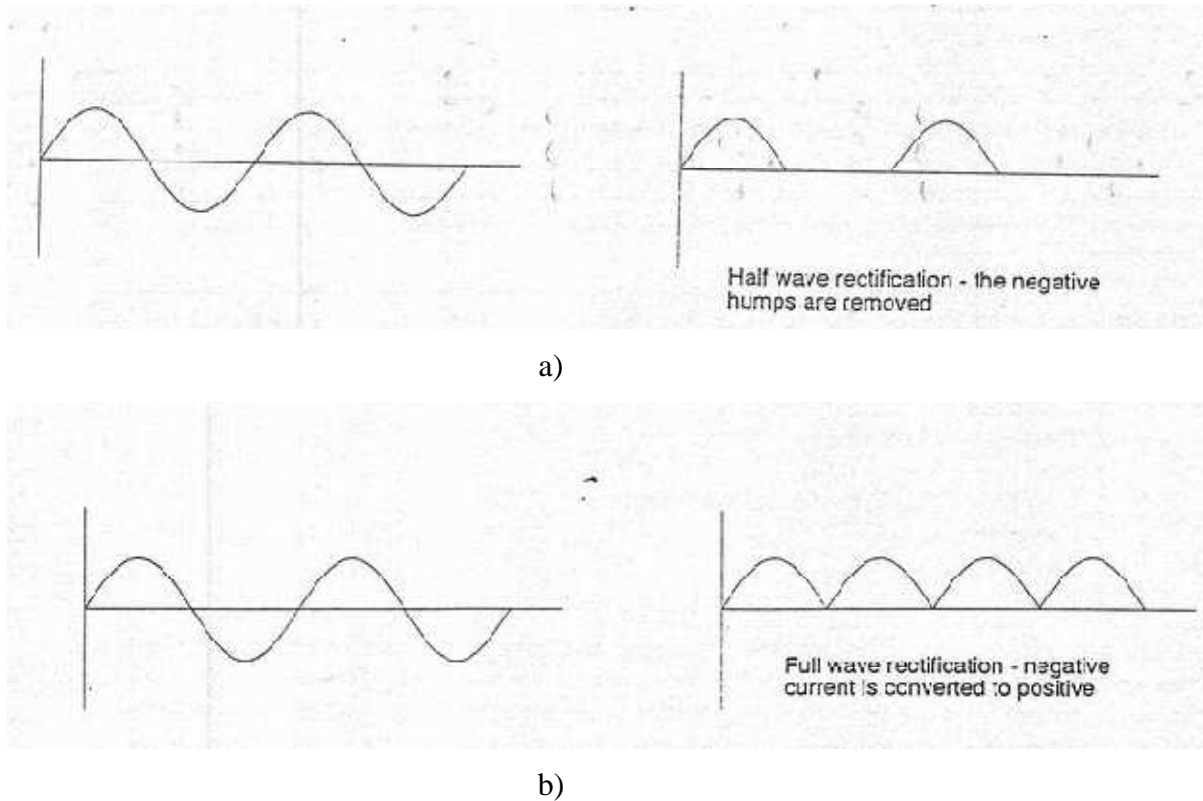 Half wave rectification - the negative
humps are removed
a)
Full wave rectification - negative
current is converted to positive
b)